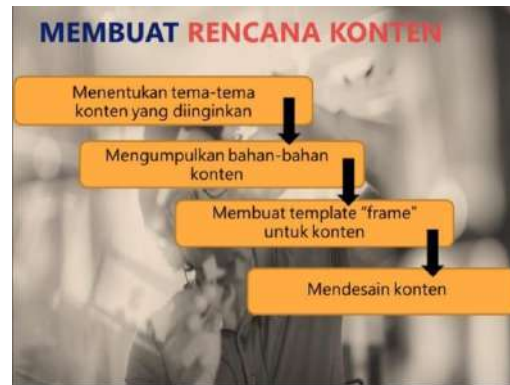 MEMBUAT RENCANA KONTEN
Menentukan tema-tema
konten yang diinginkan
Mengumpulkan bahan-bahan
konten
Membuat template "frame"
untuk konten
Mendesain konten